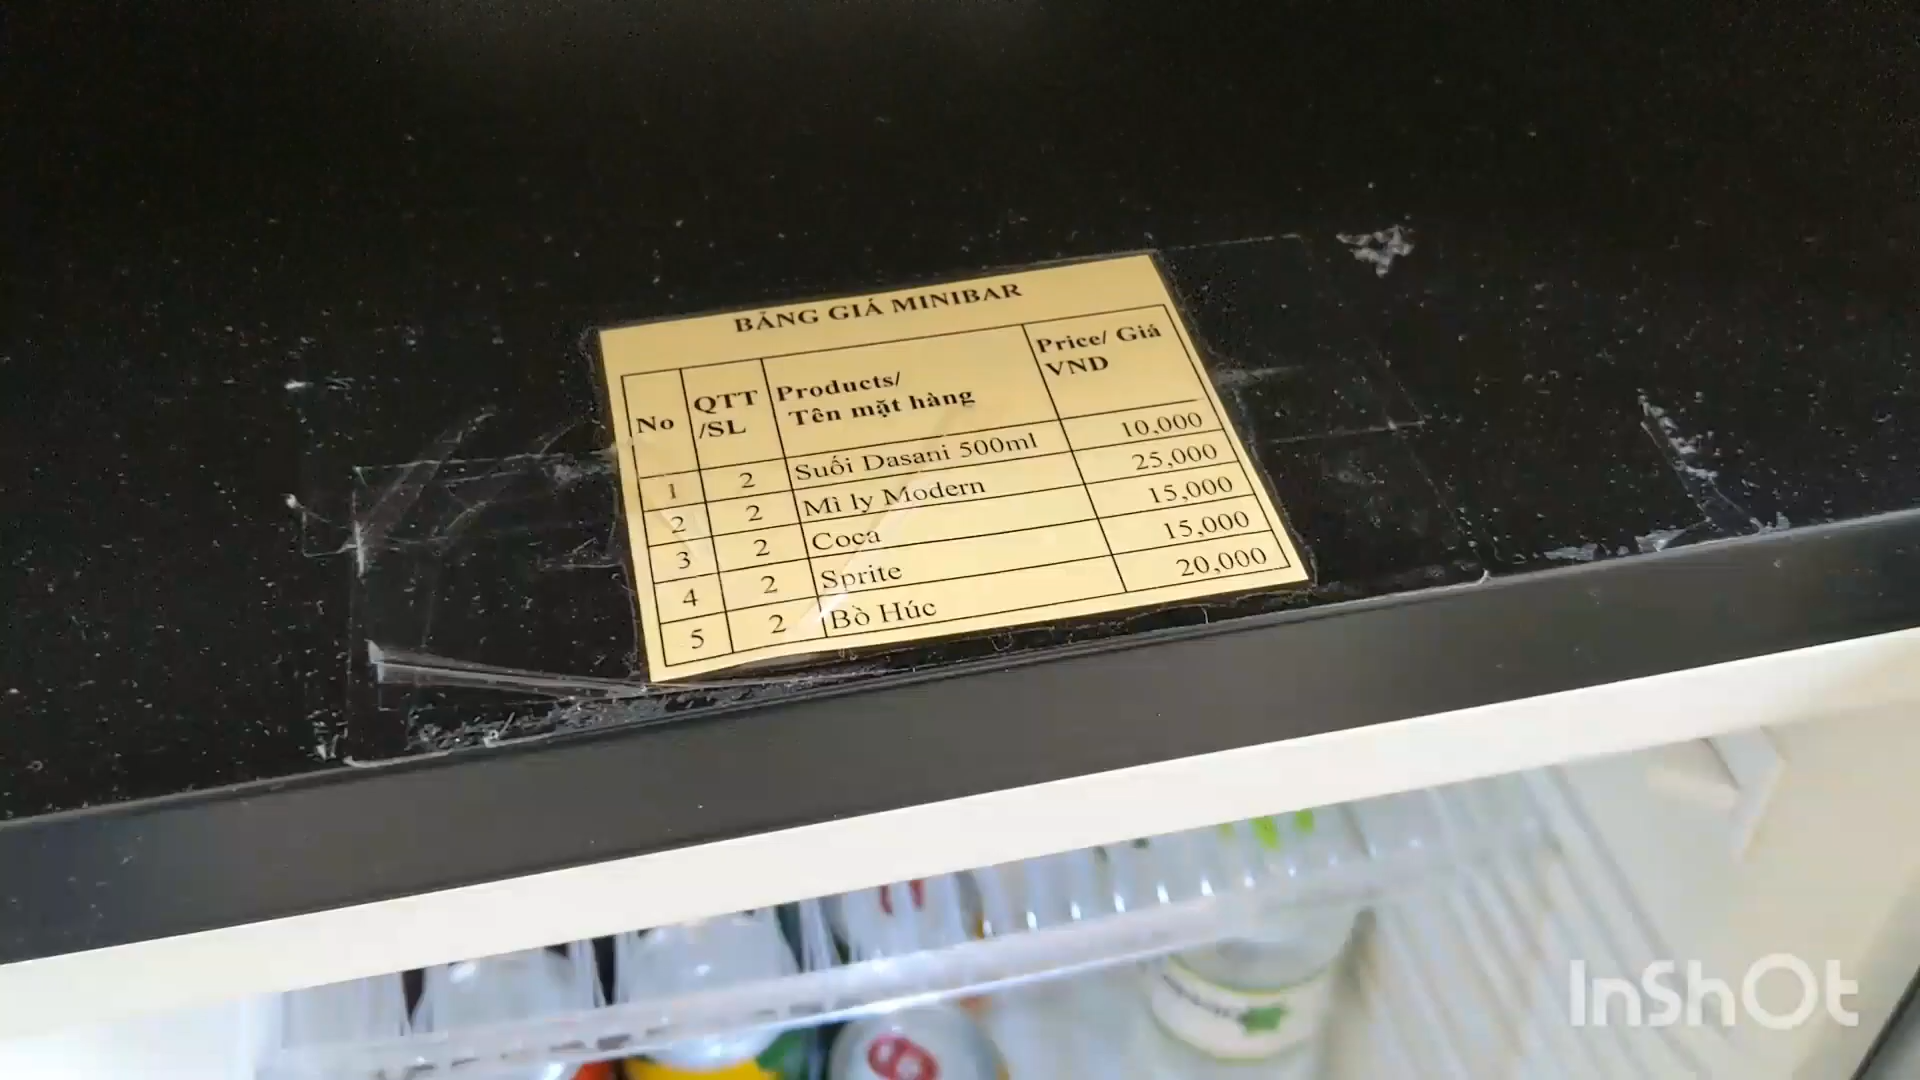 BẢNG GIÁ MINIBAR
No QTT /SL Products/ Tên mặt hàng Price/ Giá VND
1 2 Suối Dasani 500ml 10,000
2 2 Mì ly Modern 25,000
3 2 Coca 15,000
4 2 Sprite 15,000
5 2 Bò Húc 20,000
InShOt